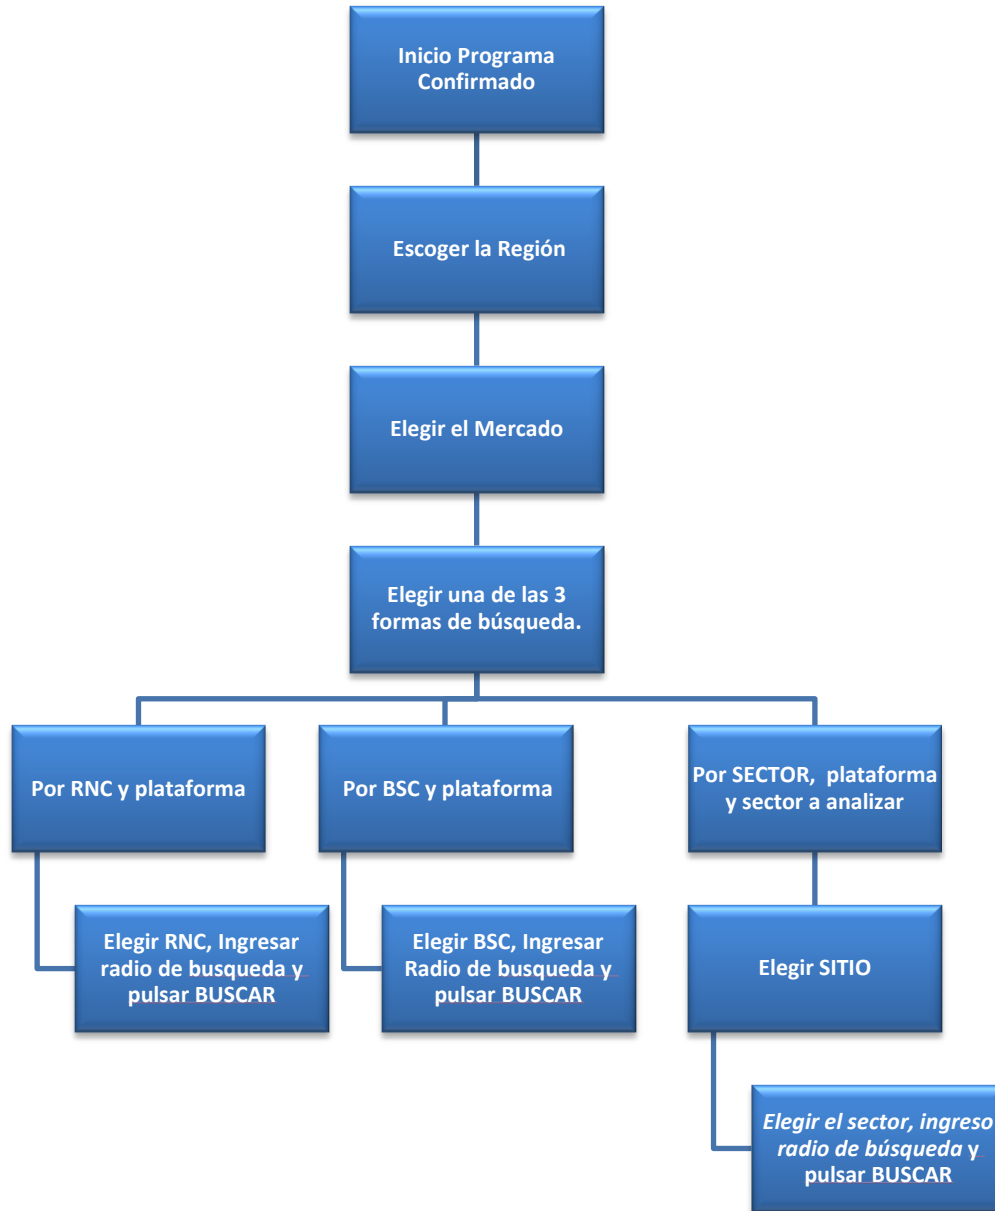 Inicio Programa
Confirmado
Escoger la Región
Elegir el Mercado
Elegir una de las 3
formas de búsqueda.
Por RNC y plataforma
Por BSC y plataforma
Por SECTOR, plataforma
y sector a analizar
Elegir RNC, Ingresar
radio de busqueda y
pulsar BUSCAR
Elegir BSC, Ingresar
Radio de busqueda y
pulsar BUSCAR
Elegir SITIO
Elegir el sector, ingreso
radio de búsqueda y
pulsar BUSCAR